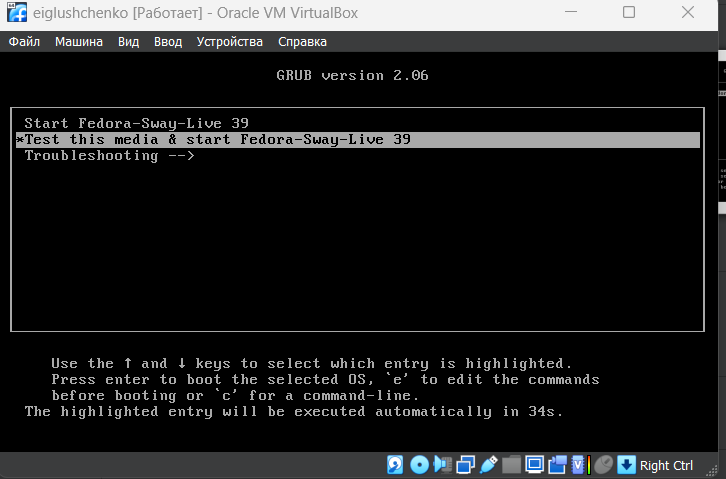 eiglushchenko [Работает] - Oracle VM VirtualBox
Файл Машина Вид Ввод Устройства Справка
GRUB version 2.06
Start Fedora-Sway-Live 39
*Test this media & start Fedora-Sway-Live 39
Troubleshooting -->
Use the ↑ and ↓ keys to select which entry is highlighted.
Press enter to boot the selected OS, `e' to edit the commands
before booting or `c' for a command-line.
The highlighted entry will be executed automatically in 34s.
Right Ctrl